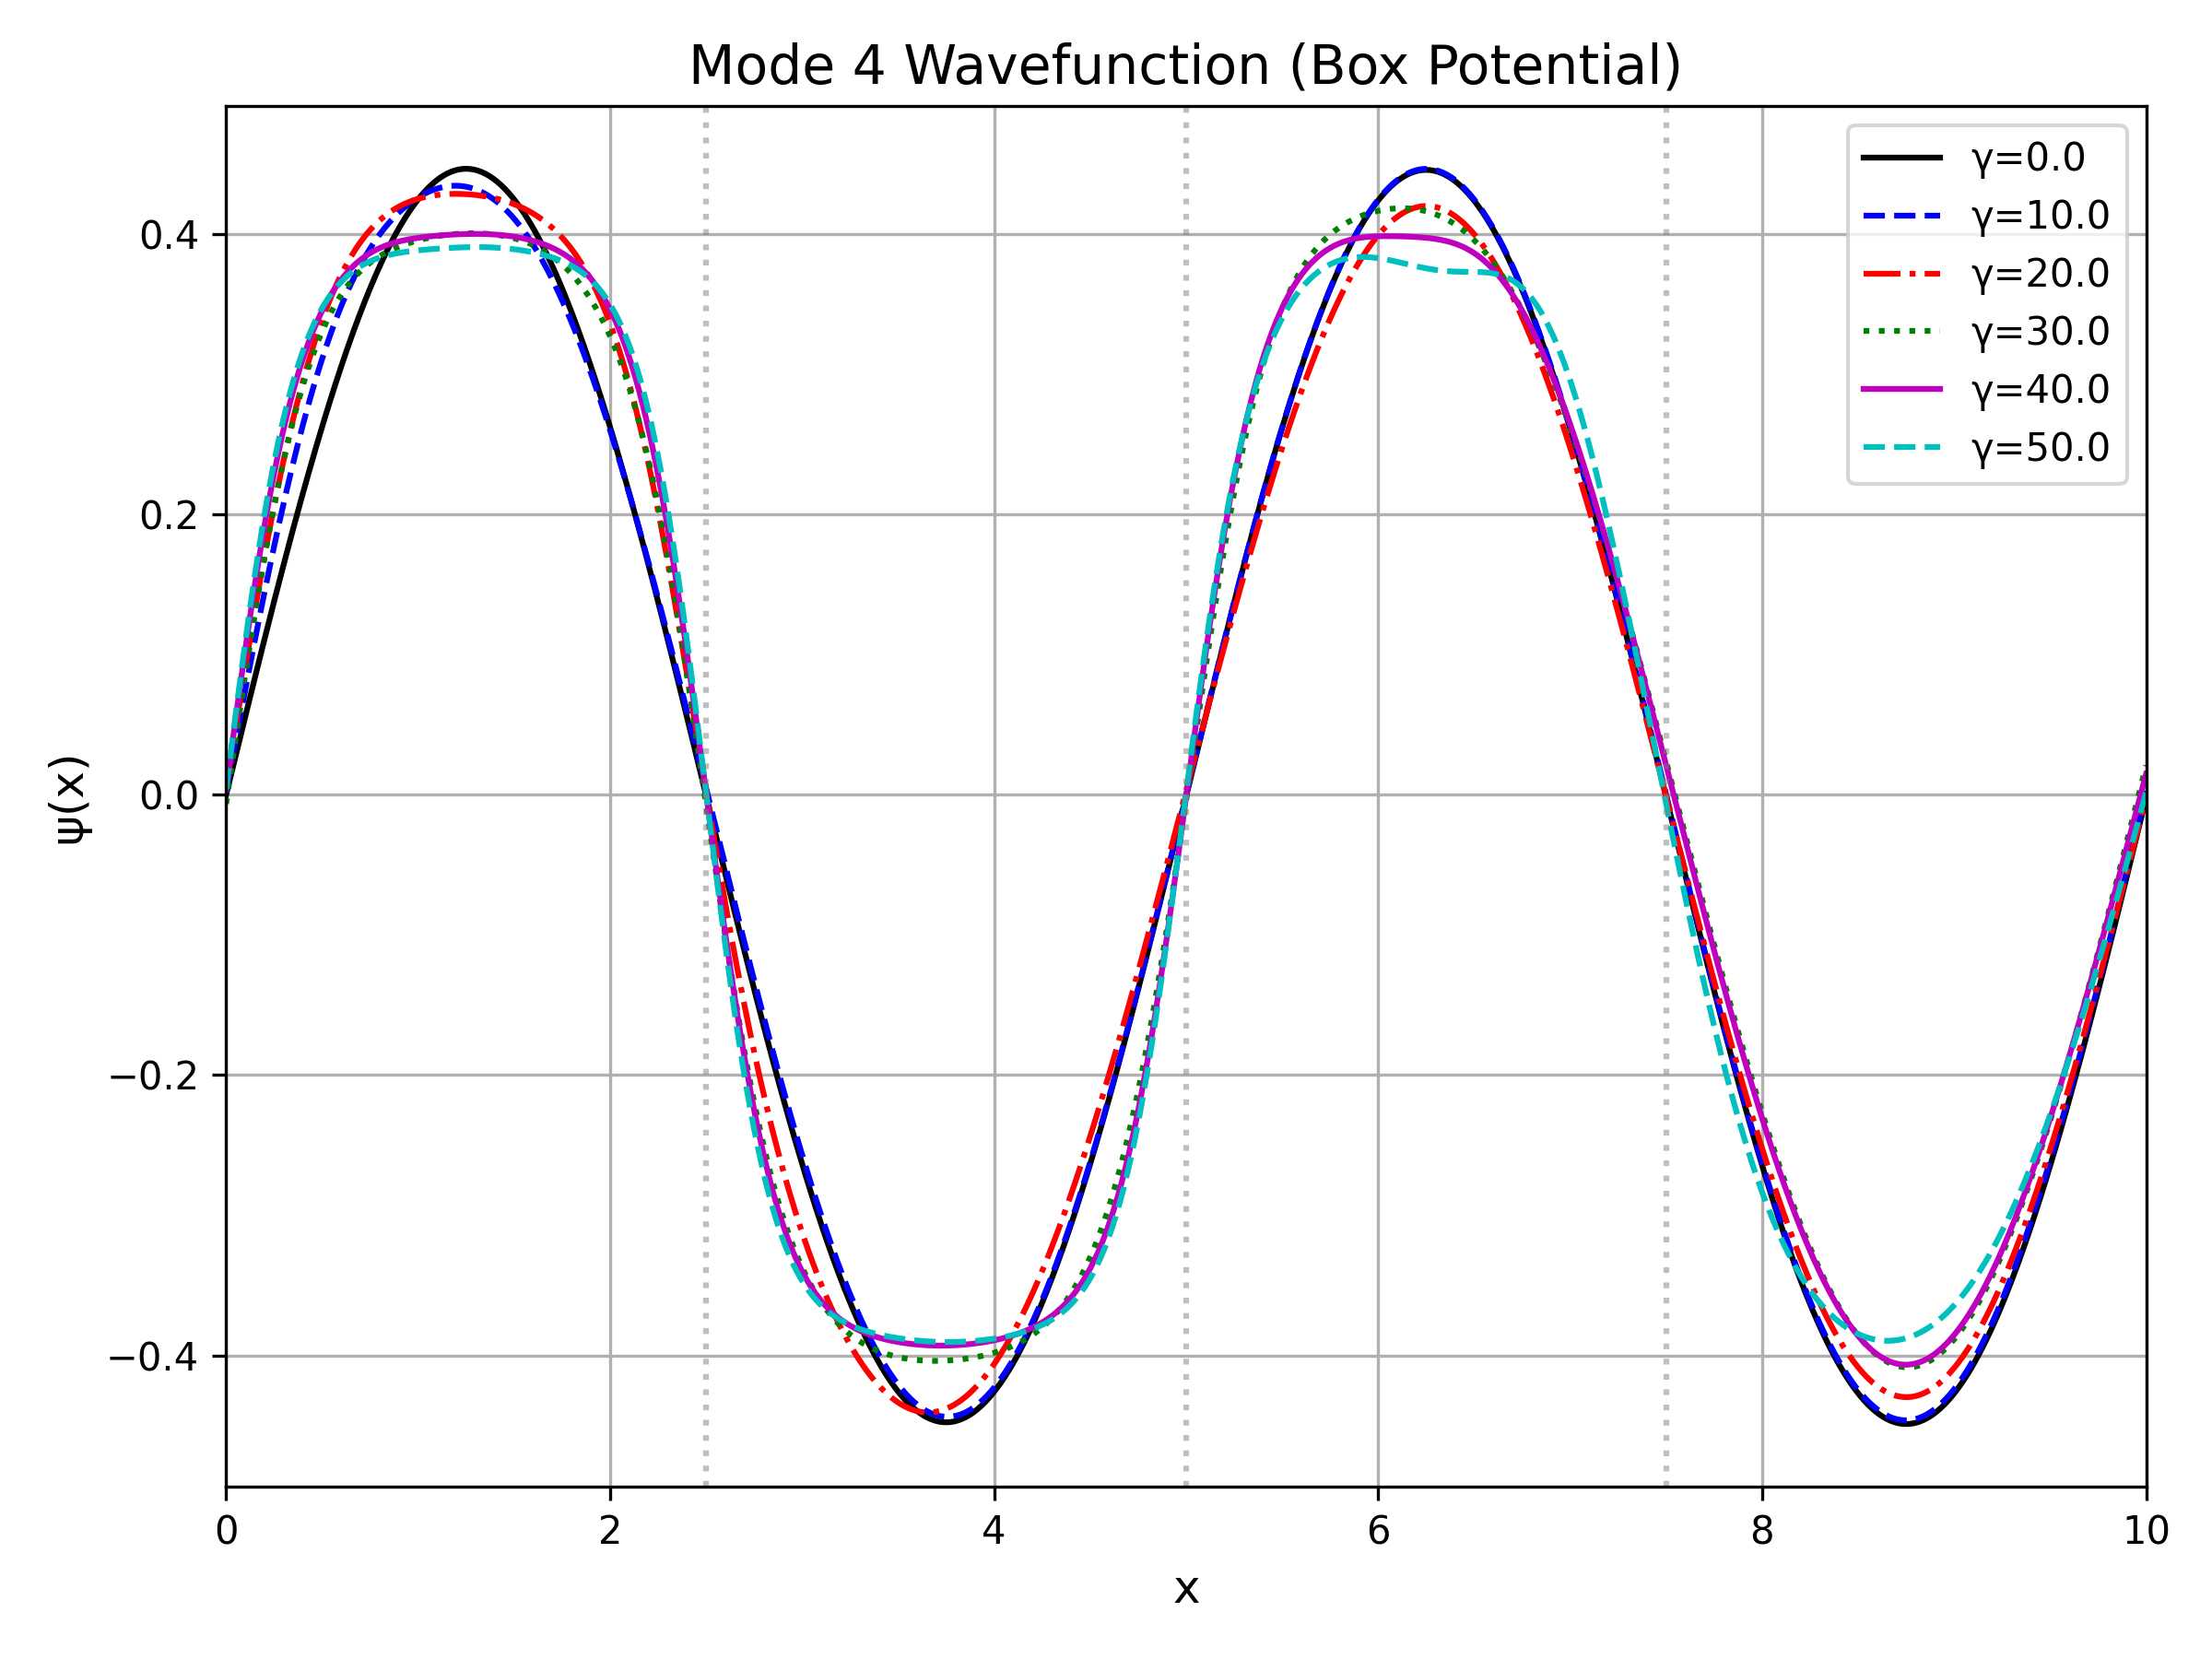 Mode 4 Wavefunction (Box Potential)
γ=0.0
γ=10.0
γ=20.0
γ=30.0
γ=40.0
γ=50.0
0.4
0.2
0.0
−0.2
−0.4
ψ(x)
0 2 4 6 8 10
x